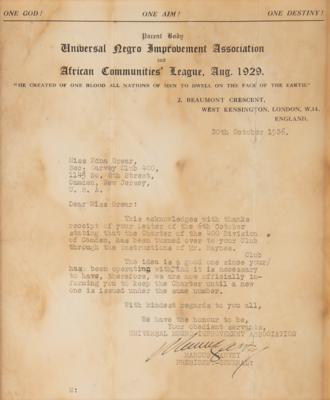 ONE GOD! ONE AIM! ONE DESTINY!
Parent Body
Universal Negro Improvement Association
and
African Communities' League, Aug. 1929.
"HE CREATED OF ONE BLOOD ALL NATIONS OF MEN TO DWELL ON THE FACE OF THE EARTH"
2, BEAUMONT CRESCENT,
WEST KENSINGTON, LONDON, W.14.
ENGLAND.
30th October 1936.
Miss Edna Greer,
Sec: Garvey Club 400,
So, 8th Street,
Camden, New Jersey,
U. S. A.
Dear Miss Greer:
This acknowledges with thanks
receipt of your letter of the 6th October
stating that the Charter of the 400 Division
of Camden, has been turned over to your Club
through the instructions of Mr. Haynes.
Club
The idea is a good one since your/
has been operating with and it is necessary
to have, therefore, we are now officially in-
forming you to keep the Charter until a new
one is issued under the same number.
With kindest regards to you all,
We have the honour to be,
Your obedient servants,
UNIVERSAL NEGRO IMPROVEMENT ASSOCIATION
MARCUS GARVEY
PRESIDENT-GENERAL:
M: